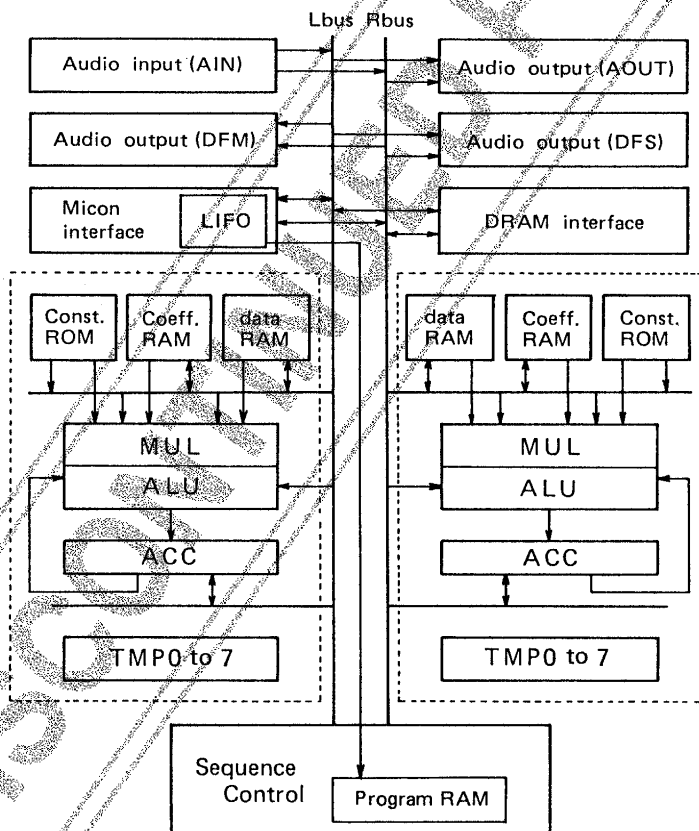 Lbus Rbus
Audio input (AIN)
Audio output (AOUT)
Audio output (DFM)
Audio output (DFS)
Micon
interface
LIFO
DRAM interface
Const.
ROM
Coeff.
RAM
data
RAM
data
RAM
Coeff.
RAM
Const.
ROM
MUL
ALU
MUL
ALU
ACC
ACC
TMP0 to 7
TMP0 to 7
Sequence
Control
Program RAM